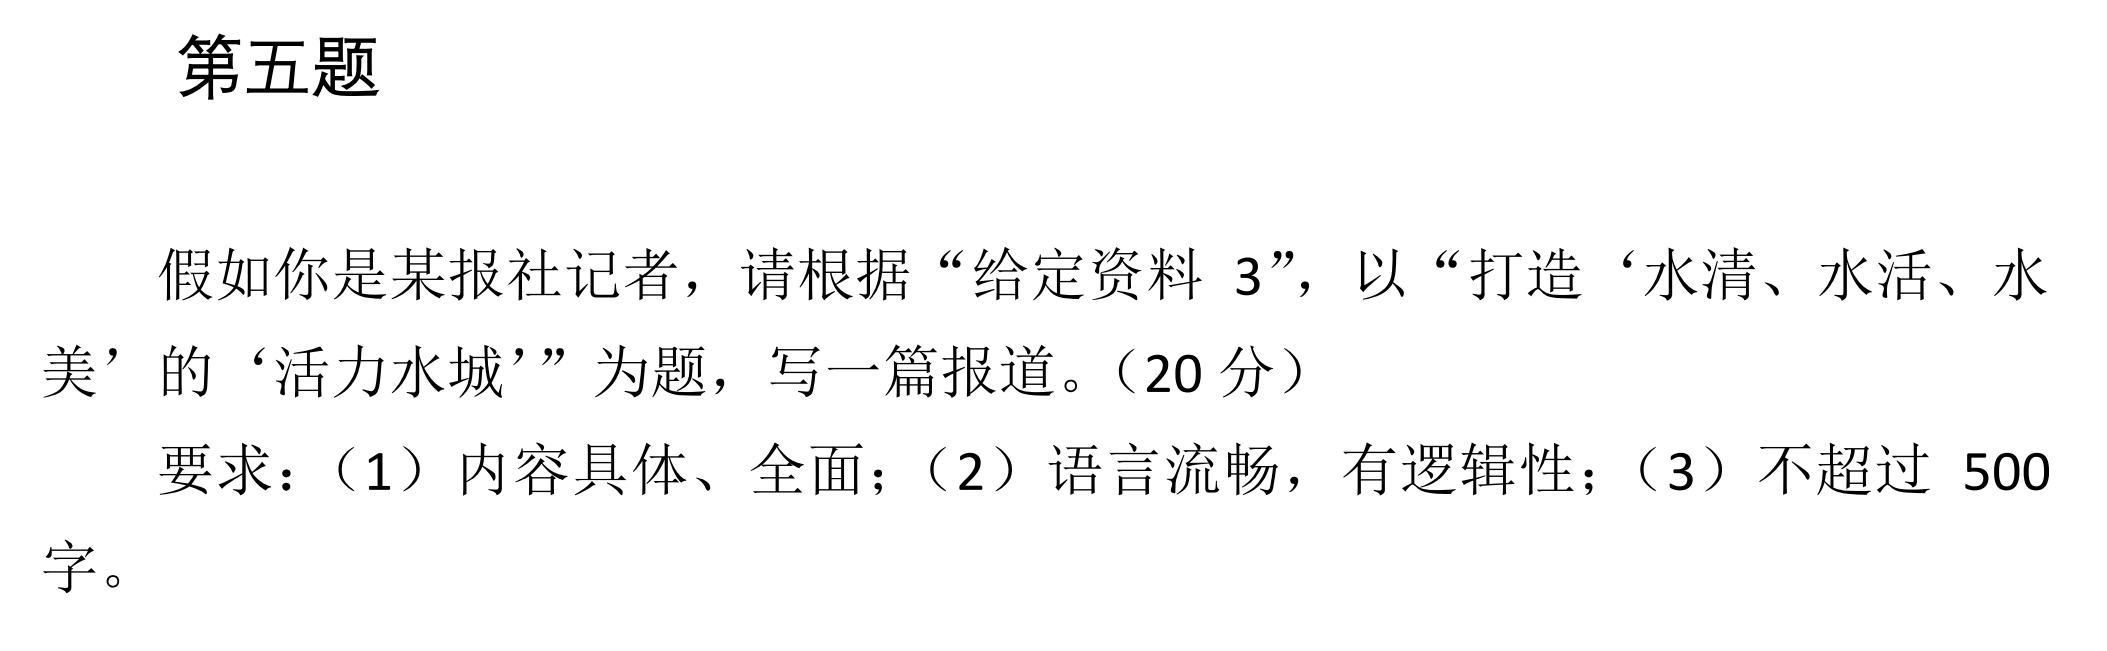 第五题
假如你是某报社记者，请根据“给定资料 3”，以“打造‘水清、水活、水
美’的‘活力水城’”为题，写一篇报道。（20 分）
要求：（1）内容具体、全面；（2）语言流畅，有逻辑性；（3）不超过 500
字。